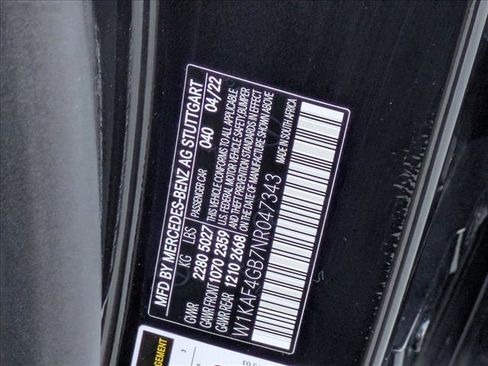 MFD BY MERCEDES-BENZ AG STUTTGART
KG LBS PASSENGER CAR 040 04/22
GVWR 2280 5027 THIS VEHICLE CONFORMS TO ALL APPLICABLE
GAWR FRONT 1070 2359 U.S. FEDERAL MOTOR VEHICLE SAFETY, BUMPER
GAWR REAR 1210 2668 AND THEFT PREVENTION STANDARDS IN EFFECT
ON DATE OF MANUFACTURE SHOWN ABOVE
W1KAF4GB7NR047343 MADE IN SOUTH AFRICA